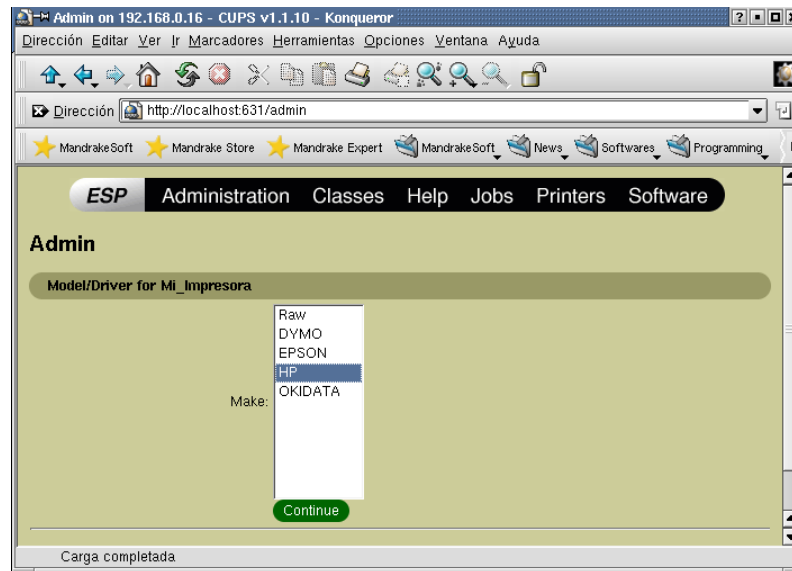 Admin on 192.168.0.16 - CUPS v1.1.10 - Konqueror
Dirección Editar Ver Ir Marcadores Herramientas Opciones Ventana Ayuda
Dirección http://localhost:631/admin
MandrakeSoft Mandrake Store Mandrake Expert MandrakeSoft News Softwares Programming
ESP Administration Classes Help Jobs Printers Software
Admin
Model/Driver for Mi_Impresora
Raw
DYMO
EPSON
HP
OKIDATA
Make:
Continue
Carga completada